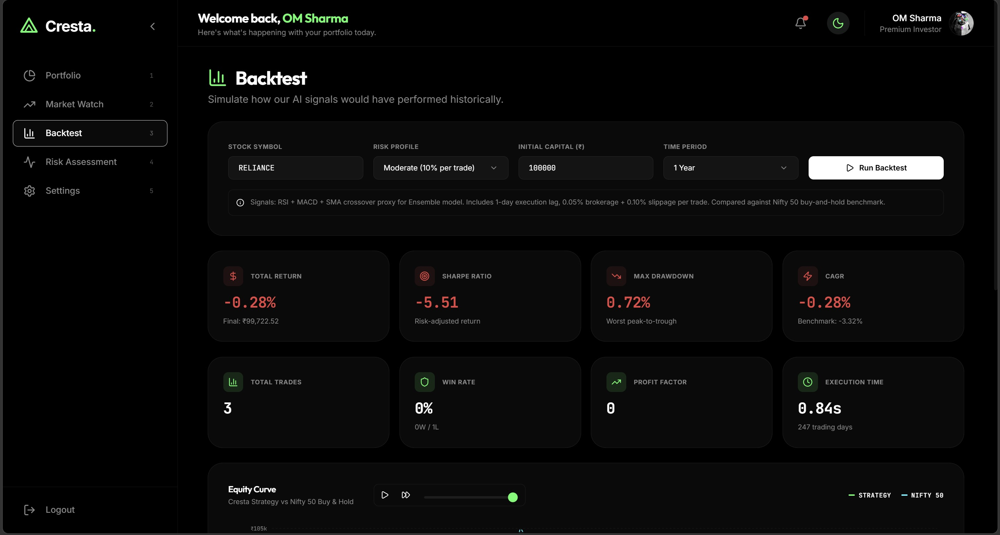 Cresta.
Welcome back, OM Sharma
Here's what's happening with your portfolio today.
OM Sharma
Premium Investor
Portfolio 1
Market Watch 2
Backtest 3
Risk Assessment 4
Settings 5
Logout
Backtest
Simulate how our AI signals would have performed historically.
STOCK SYMBOL
RELIANCE
RISK PROFILE
Moderate (10% per trade)
INITIAL CAPITAL (₹)
100000
TIME PERIOD
1 Year
Run Backtest
Signals: RSI + MACD + SMA crossover proxy for Ensemble model. Includes 1-day execution lag, 0.05% brokerage + 0.10% slippage per trade. Compared against Nifty 50 buy-and-hold benchmark.
TOTAL RETURN
-0.28%
Final: ₹99,722.52
SHARPE RATIO
-5.51
Risk-adjusted return
MAX DRAWDOWN
0.72%
Worst peak-to-trough
CAGR
-0.28%
Benchmark: -3.32%
TOTAL TRADES
3
WIN RATE
0%
0W / 1L
PROFIT FACTOR
0
EXECUTION TIME
0.84s
247 trading days
Equity Curve
Cresta Strategy vs Nifty 50 Buy & Hold
STRATEGY
NIFTY 50
₹105k